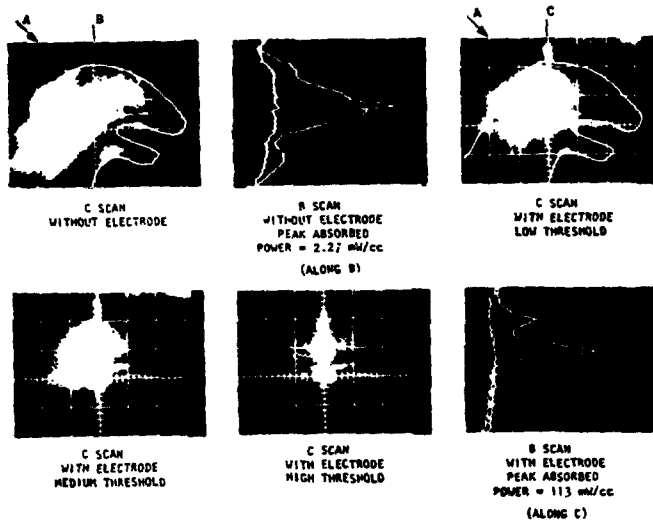 A B A C
C SCAN
WITHOUT ELECTRODE
B SCAN
WITHOUT ELECTRODE
PEAK ABSORBED
POWER = 2.27 mW/cc
(ALONG B)
C SCAN
WITH ELECTRODE
LOW THRESHOLD
C SCAN
WITH ELECTRODE
MEDIUM THRESHOLD
C SCAN
WITH ELECTRODE
HIGH THRESHOLD
B SCAN
WITH ELECTRODE
PEAK ABSORBED
POWER = 113 mW/cc
(ALONG C)